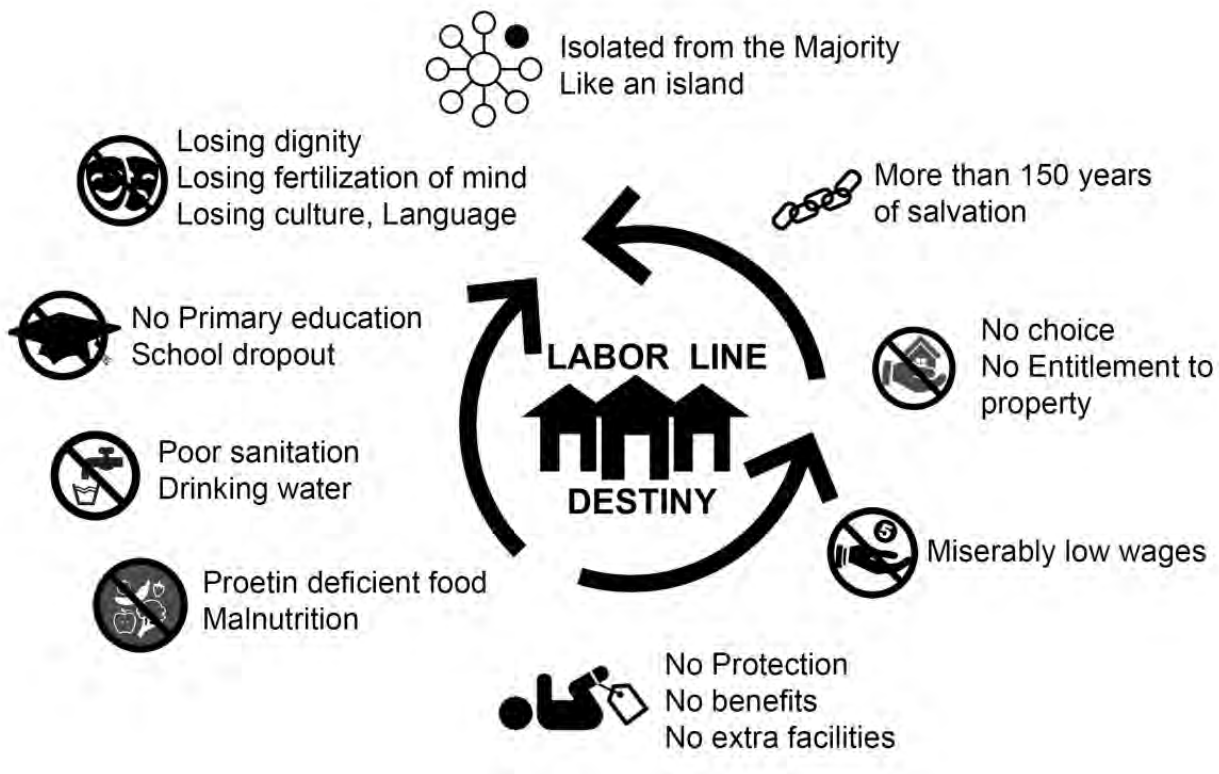 Isolated from the Majority
Like an island
Losing dignity
Losing fertilization of mind
Losing culture, Language
More than 150 years
of salvation
No Primary education
School dropout
LABOR LINE
DESTINY
No choice
No Entitlement to
property
Poor sanitation
Drinking water
5
Miserably low wages
Proetin deficient food
Malnutrition
No Protection
No benefits
No extra facilities